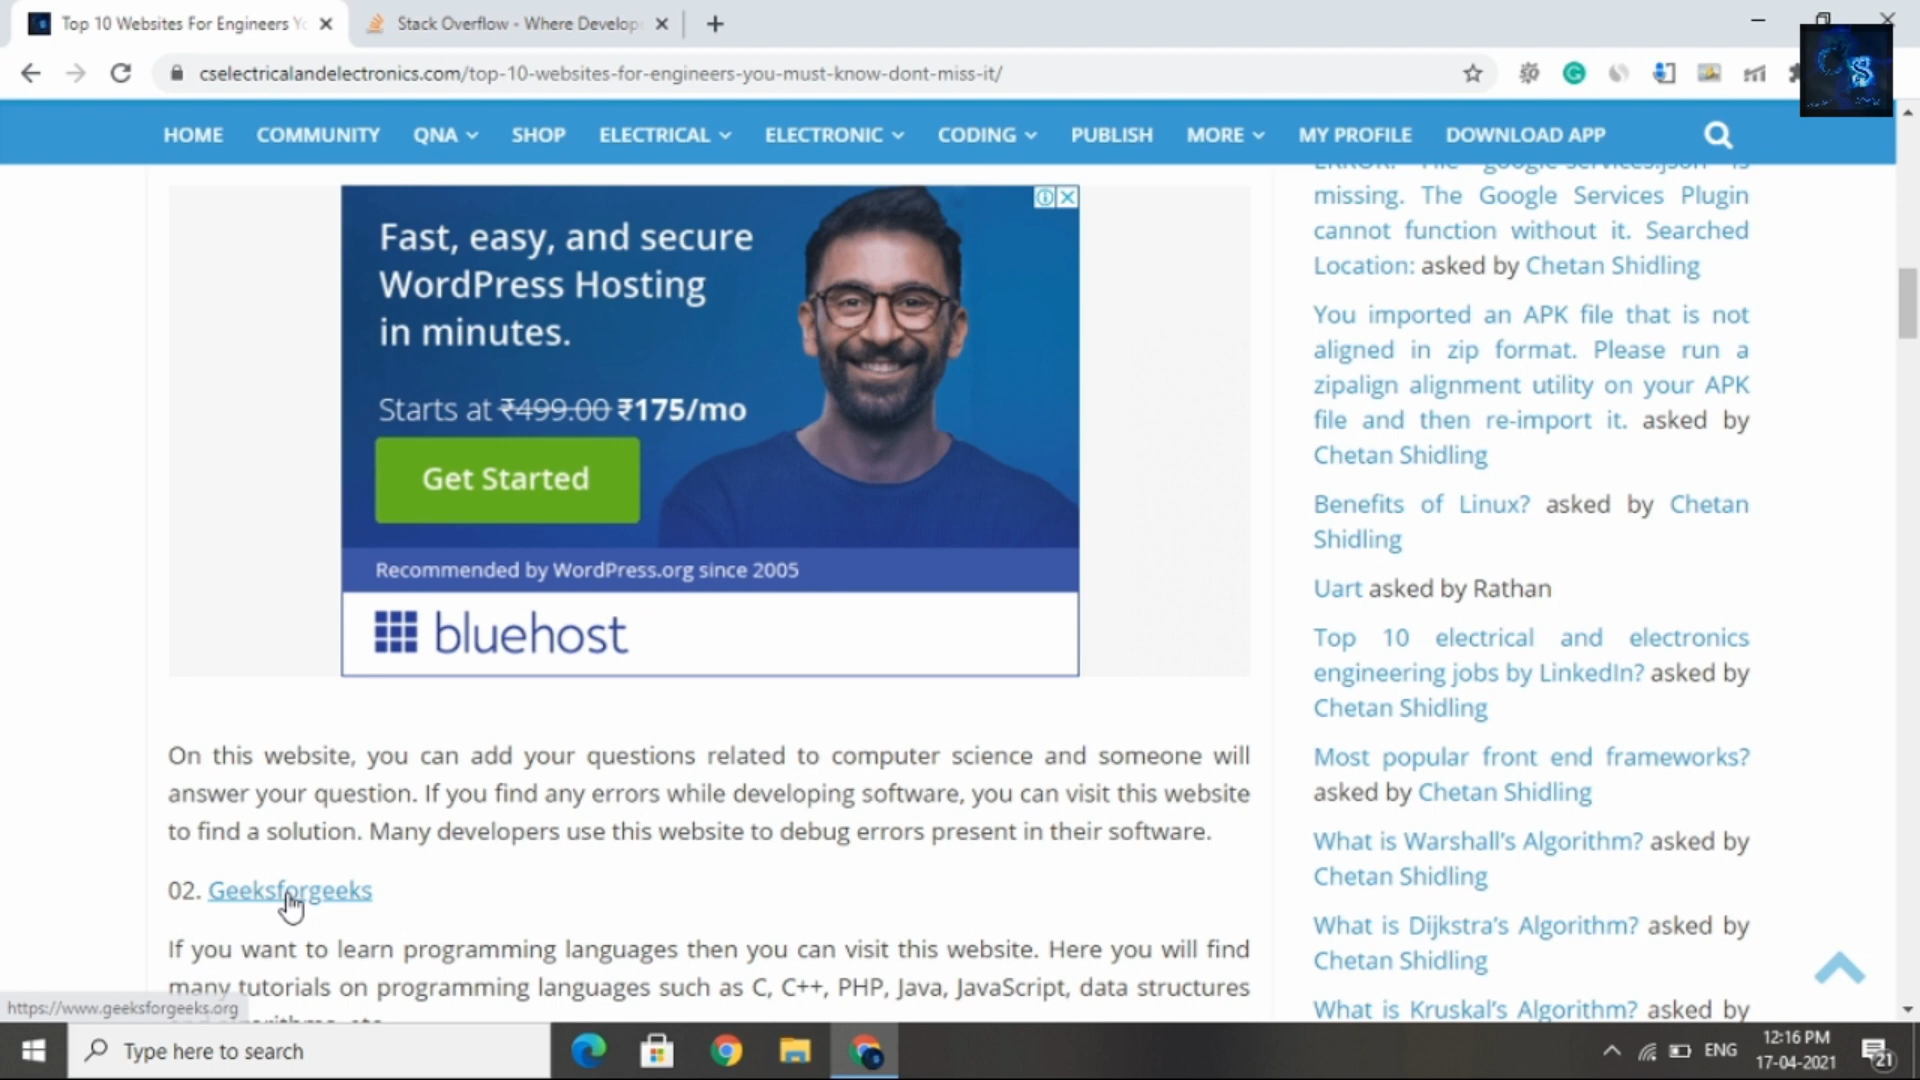 Top 10 Websites For Engineers Yo
Stack Overflow - Where Develop
cselectricalandelectronics.com/top-10-websites-for-engineers-you-must-know-dont-miss-it/
HOME COMMUNITY QNA SHOP ELECTRICAL ELECTRONIC CODING PUBLISH MORE MY PROFILE DOWNLOAD APP
Fast, easy, and secure
WordPress Hosting
in minutes.
Starts at ₹499.00 ₹175/mo
Get Started
Recommended by WordPress.org since 2005
bluehost
On this website, you can add your questions related to computer science and someone will
answer your question. If you find any errors while developing software, you can visit this website
to find a solution. Many developers use this website to debug errors present in their software.
02. Geeksforgeeks
If you want to learn programming languages then you can visit this website. Here you will find
many tutorials on programming languages such as C, C++, PHP, Java, JavaScript, data structures
https://www.geeksforgeeks.org
ERROR: The google-services.json is
missing. The Google Services Plugin
cannot function without it. Searched
Location: asked by Chetan Shidling
You imported an APK file that is not
aligned in zip format. Please run a
zipalign alignment utility on your APK
file and then re-import it. asked by
Chetan Shidling
Benefits of Linux? asked by Chetan
Shidling
Uart asked by Rathan
Top 10 electrical and electronics
engineering jobs by LinkedIn? asked by
Chetan Shidling
Most popular front end frameworks?
asked by Chetan Shidling
What is Warshall's Algorithm? asked by
Chetan Shidling
What is Dijkstra's Algorithm? asked by
Chetan Shidling
What is Kruskal's Algorithm? asked by
CS
Type here to search
ENG
12:16 PM
17-04-2021
21